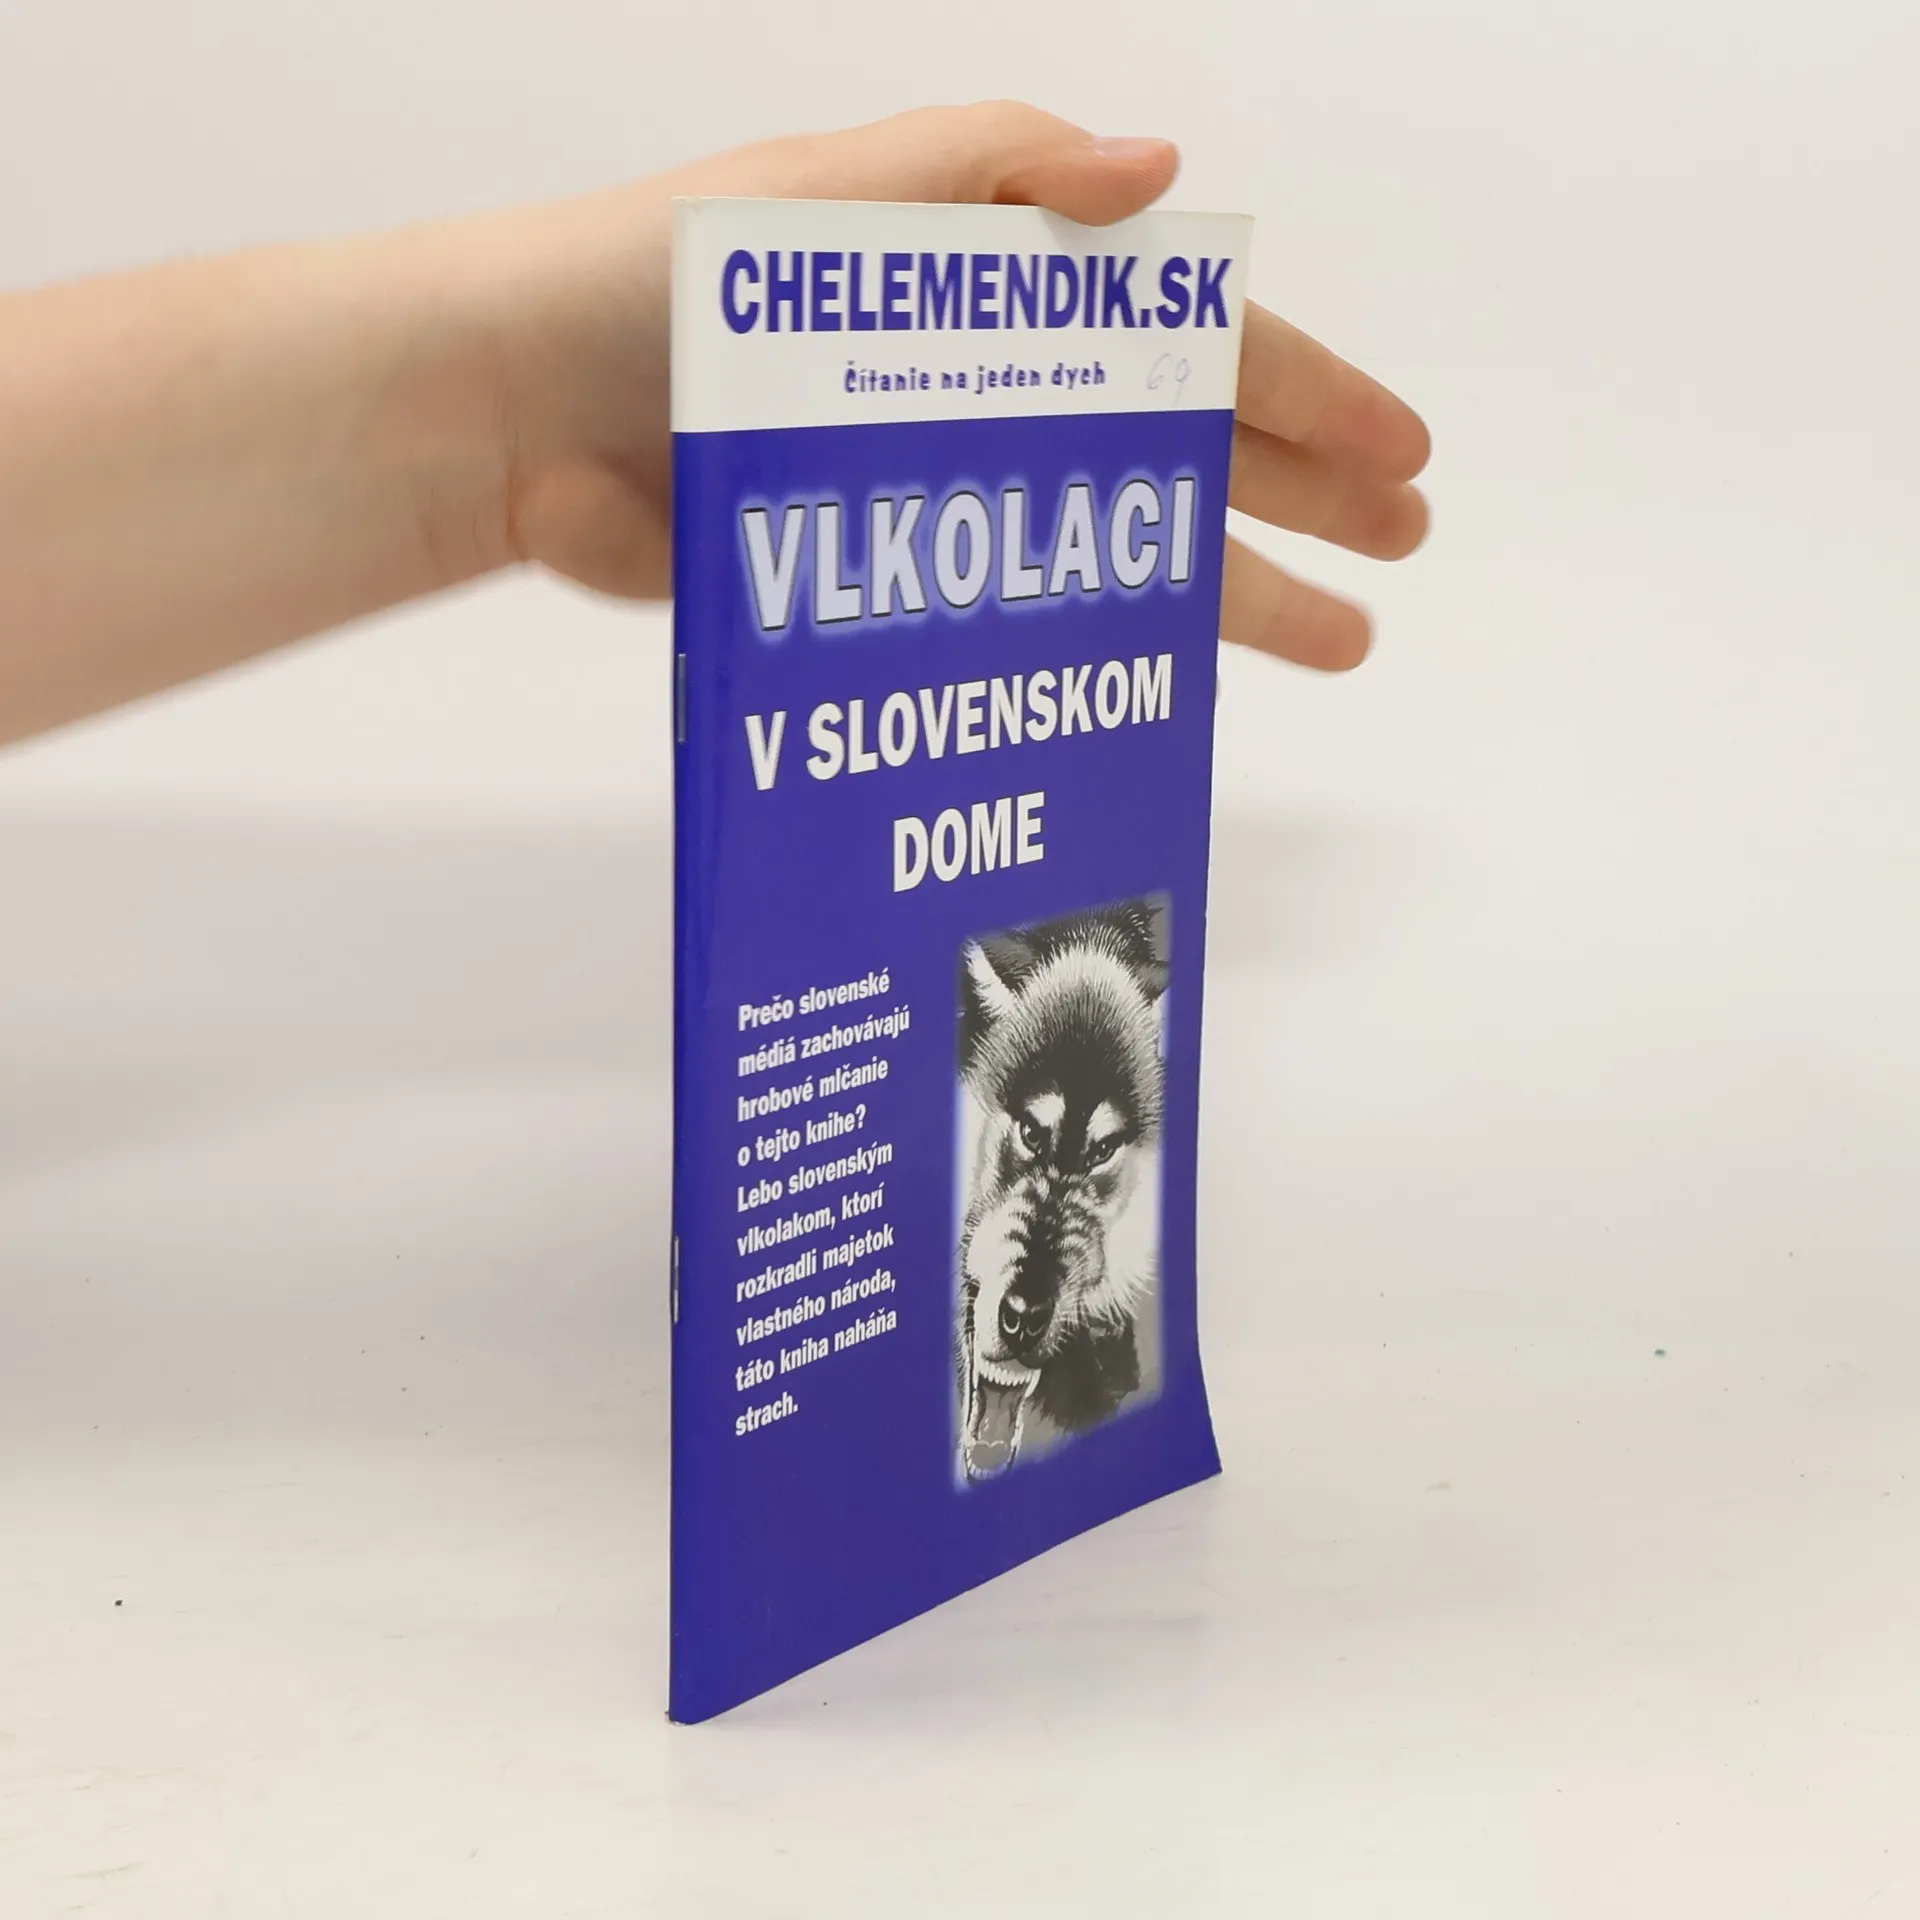 CHELEMENDIK.SK
Čítanie na jeden dych
69
VLKOLACI
V SLOVENSKOM
DOME
Prečo slovenské
médiá zachovávajú
hrobové mlčanie
o tejto knihe?
Lebo slovenským
vlkolakom, ktorí
rozkradli majetok
vlastného národa,
táto kniha naháňa
strach.